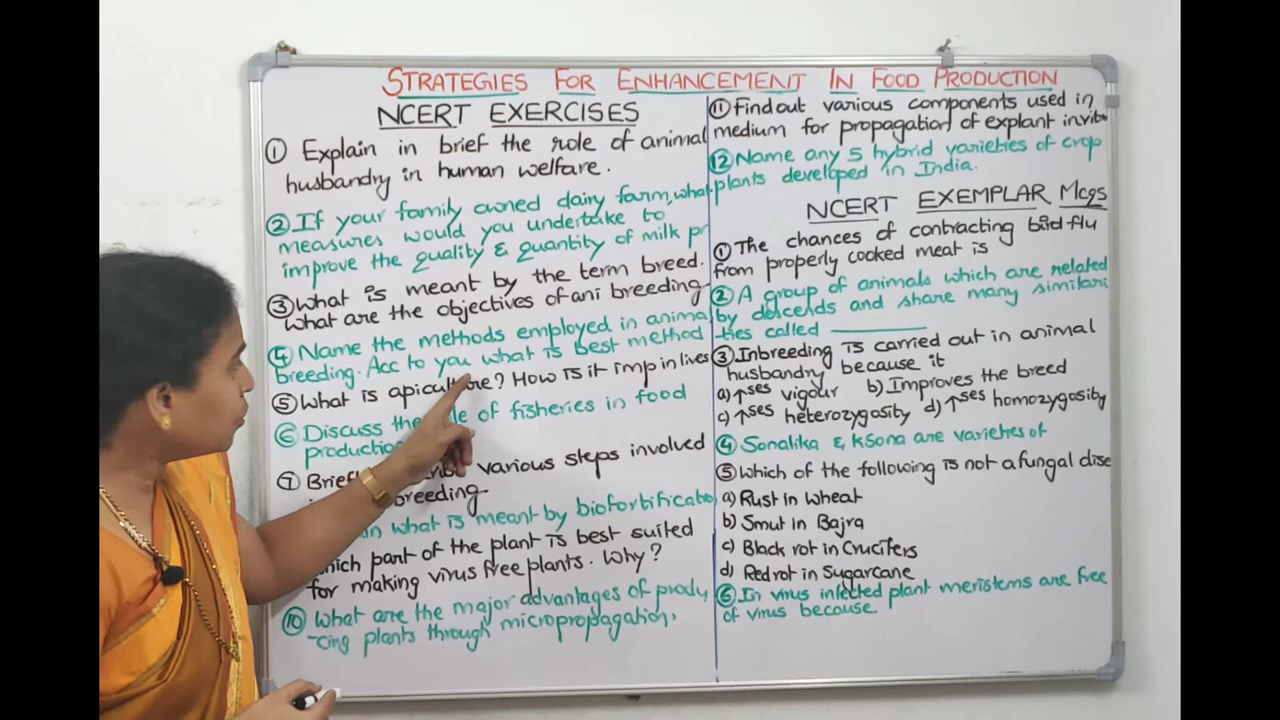 STRATEGIES FOR ENHANCEMENT IN FOOD PRODUCTION
NCERT EXERCISES
① Explain in brief the role of animal
husbandry in human welfare.
② If your family owned dairy farm, what
measures would you undertake to
improve the quality & quantity of milk pr
③ What is meant by the term breed.
What are the objectives of ani breeding
④ Name the methods employed in anima
breeding. Acc to you what is best method
⑤ What is apiculture? How is it imp in lives
⑥ Discuss the of fisheries in food
⑦ various steps involved
breeding
what is meant by biofortificatio
which part of the plant is best suited
for making virus free plants. Why?
⑩ What are the major advantages of produ
-cing plants through micropropagation.
⑪ Find out various components used in
medium for propagation of explant invitr
⑫ Name any 5 hybrid varieties of crop
plants developed in India.
NCERT EXEMPLAR Mcqs
① The chances of contracting bird flu
from properly cooked meat is
② A group of animals which are related
by descends and share many similari
-ties called ________
③ Inbreeding is carried out in animal
husbandry because it
a) ↑ses vigour b) Improves the breed
c) ↑ses heterozygosity d) ↑ses homozygosity
④ Sonalika & KSona are varieties of
⑤ Which of the following is not a fungal dise
a) Rust in Wheat
b) Smut in Bajra
c) Black rot in Crucifers
d) Red rot in Sugarcane
⑥ In virus infected plant meristems are free
of virus because